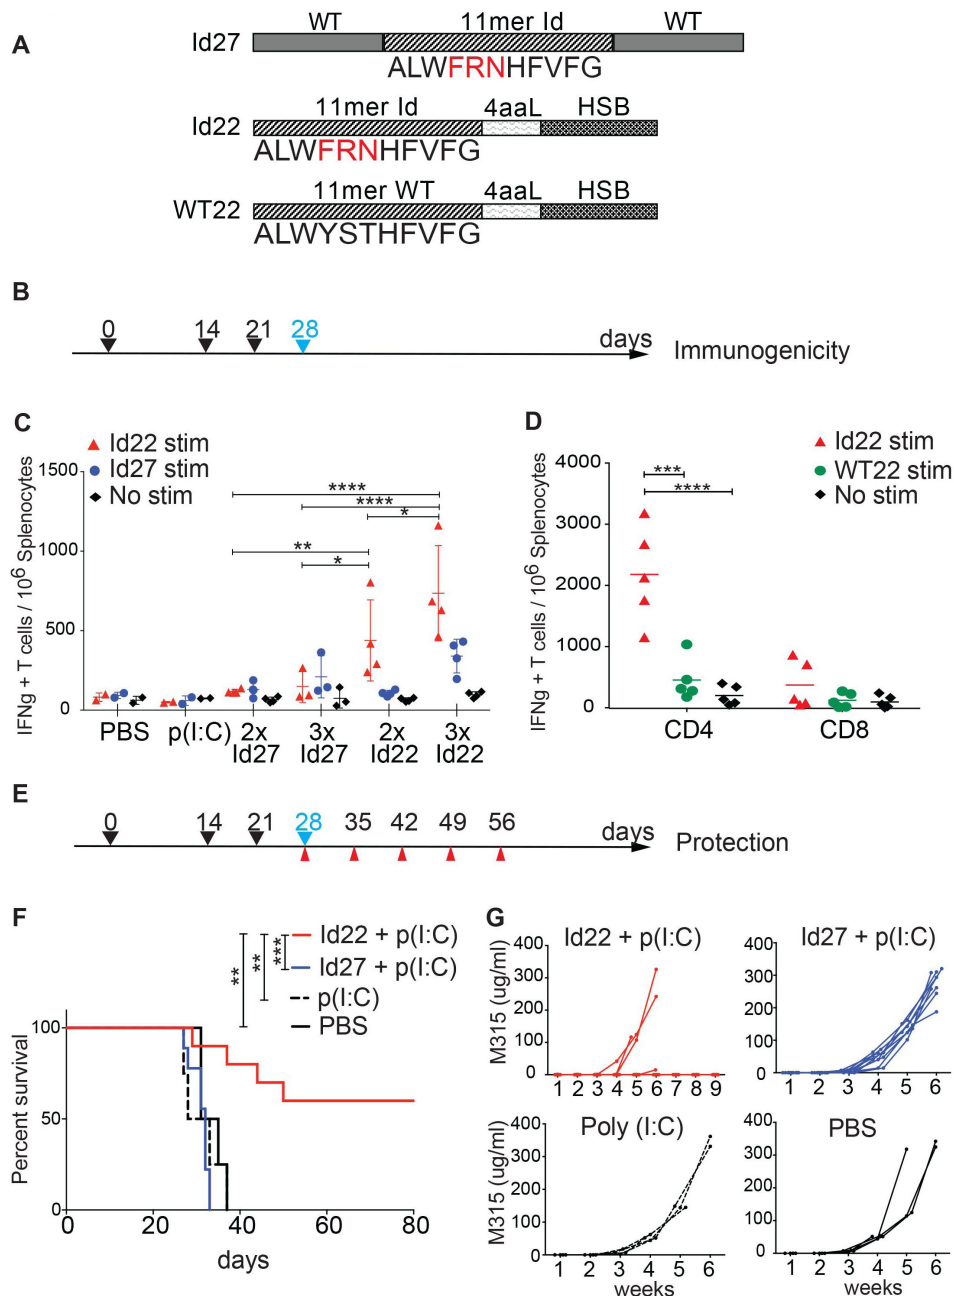 A
WT 11mer Id WT
Id27
ALWFRNHFVFG
11mer Id 4aaL HSB
Id22
ALWFRNHFVFG
11mer WT 4aaL HSB
WT22
ALWYSTHFVFG
B
0 14 21 28 days
Immunogenicity
C
Id22 stim
Id27 stim
No stim
IFNg + T cells / 10⁶ Splenocytes
1500
1000
500
0
**** 
****
*
**
*
PBS p(I:C) 2x Id27 3x Id27 2x Id22 3x Id22
D
Id22 stim
WT22 stim
No stim
IFNg + T cells / 10⁶ Splenocytes
4000
3000
2000
1000
0
***
****
CD4 CD8
E
0 14 21 28 35 42 49 56 days
Protection
F
Id22 + p(I:C)
Id27 + p(I:C)
p(I:C)
PBS
**
**
***
Percent survival
100
50
0
0 20 40 60 80
days
G
Id22 + p(I:C)
M315 (ug/ml)
400
300
200
100
0
1 2 3 4 5 6 7 8 9
Id27 + p(I:C)
400
300
200
100
0
1 2 3 4 5 6
Poly (I:C)
M315 (ug/ml)
400
300
200
100
0
1 2 3 4 5 6
weeks
PBS
400
300
200
100
0
1 2 3 4 5 6
weeks